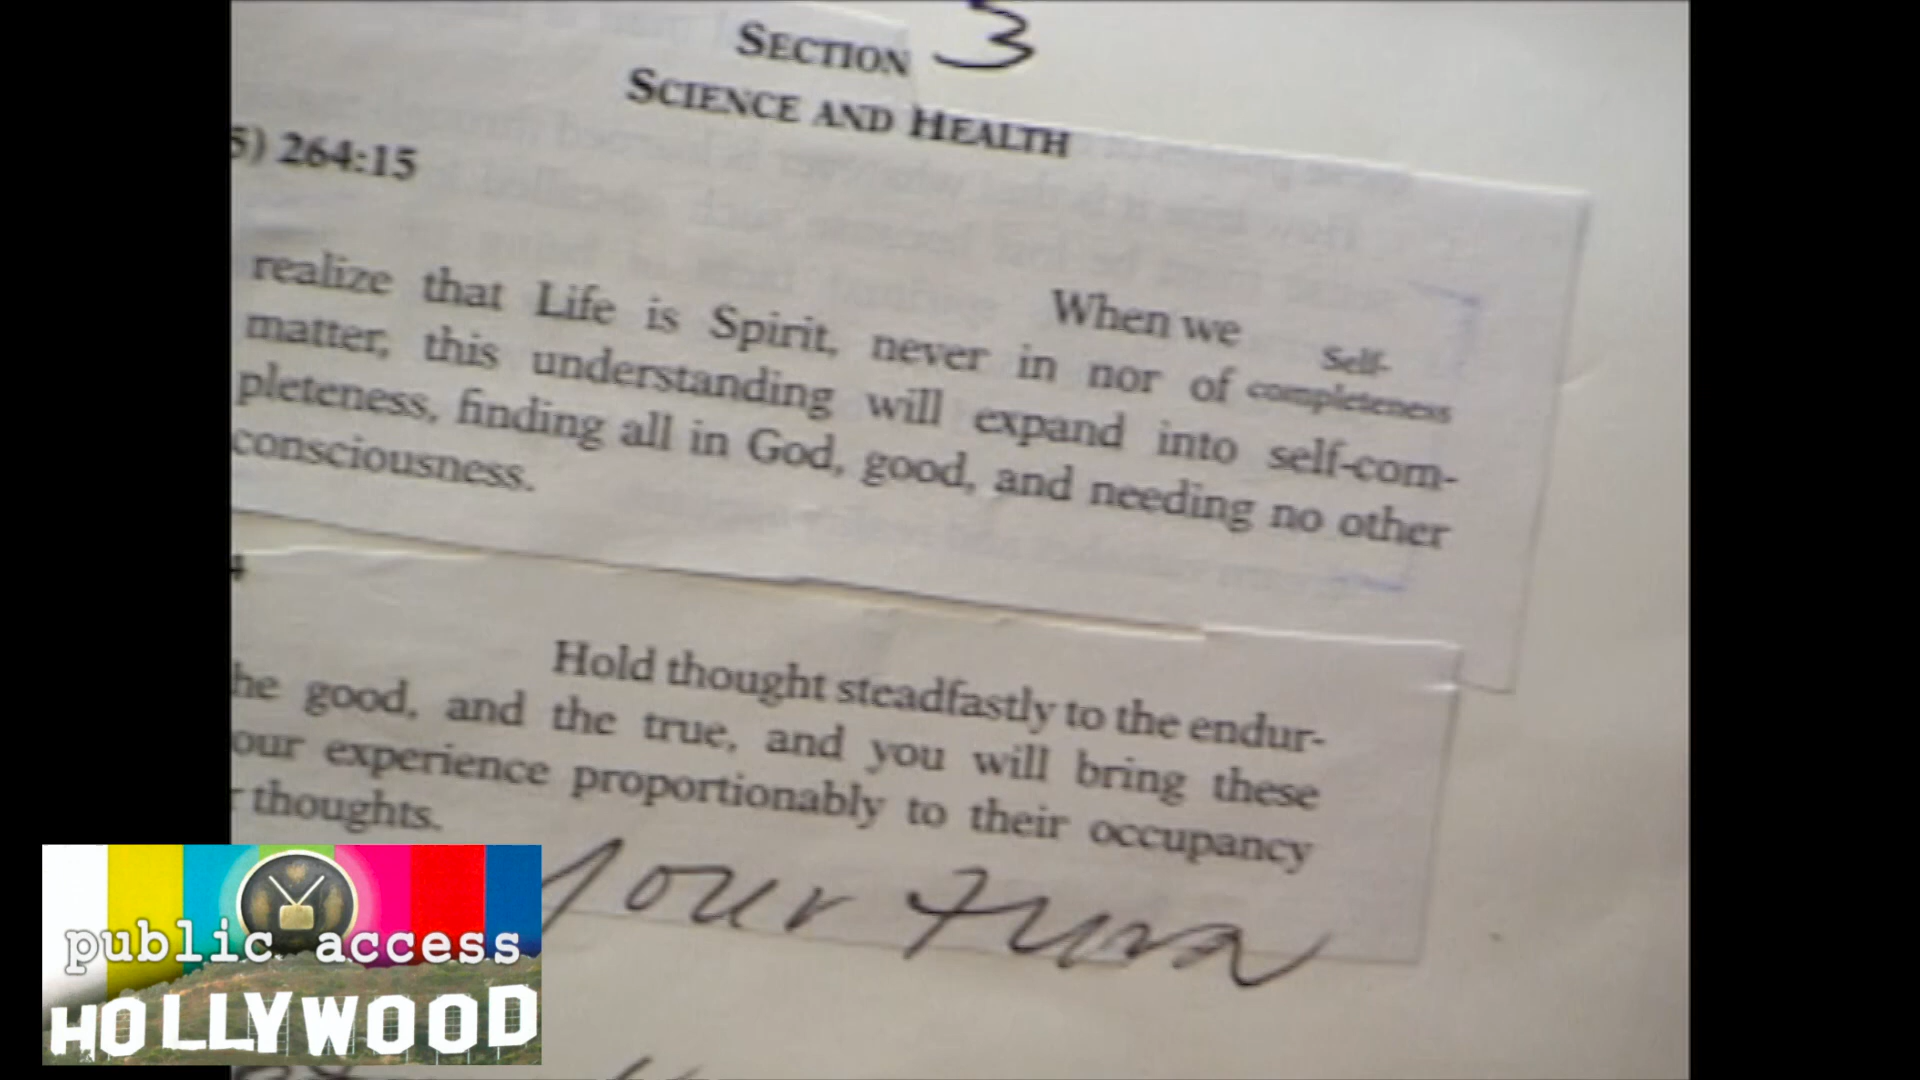 SECTION 3
SCIENCE AND HEALTH
5) 264:15
When we
realize that Life is Spirit, never in nor of
Self-
completeness
matter, this understanding will expand into self-com-
pleteness, finding all in God, good, and needing no other
consciousness.
4
Hold thought steadfastly to the endur-
he good, and the true, and you will bring these
our experience proportionably to their occupancy
r thoughts.
your
public access
HOLLYWOOD